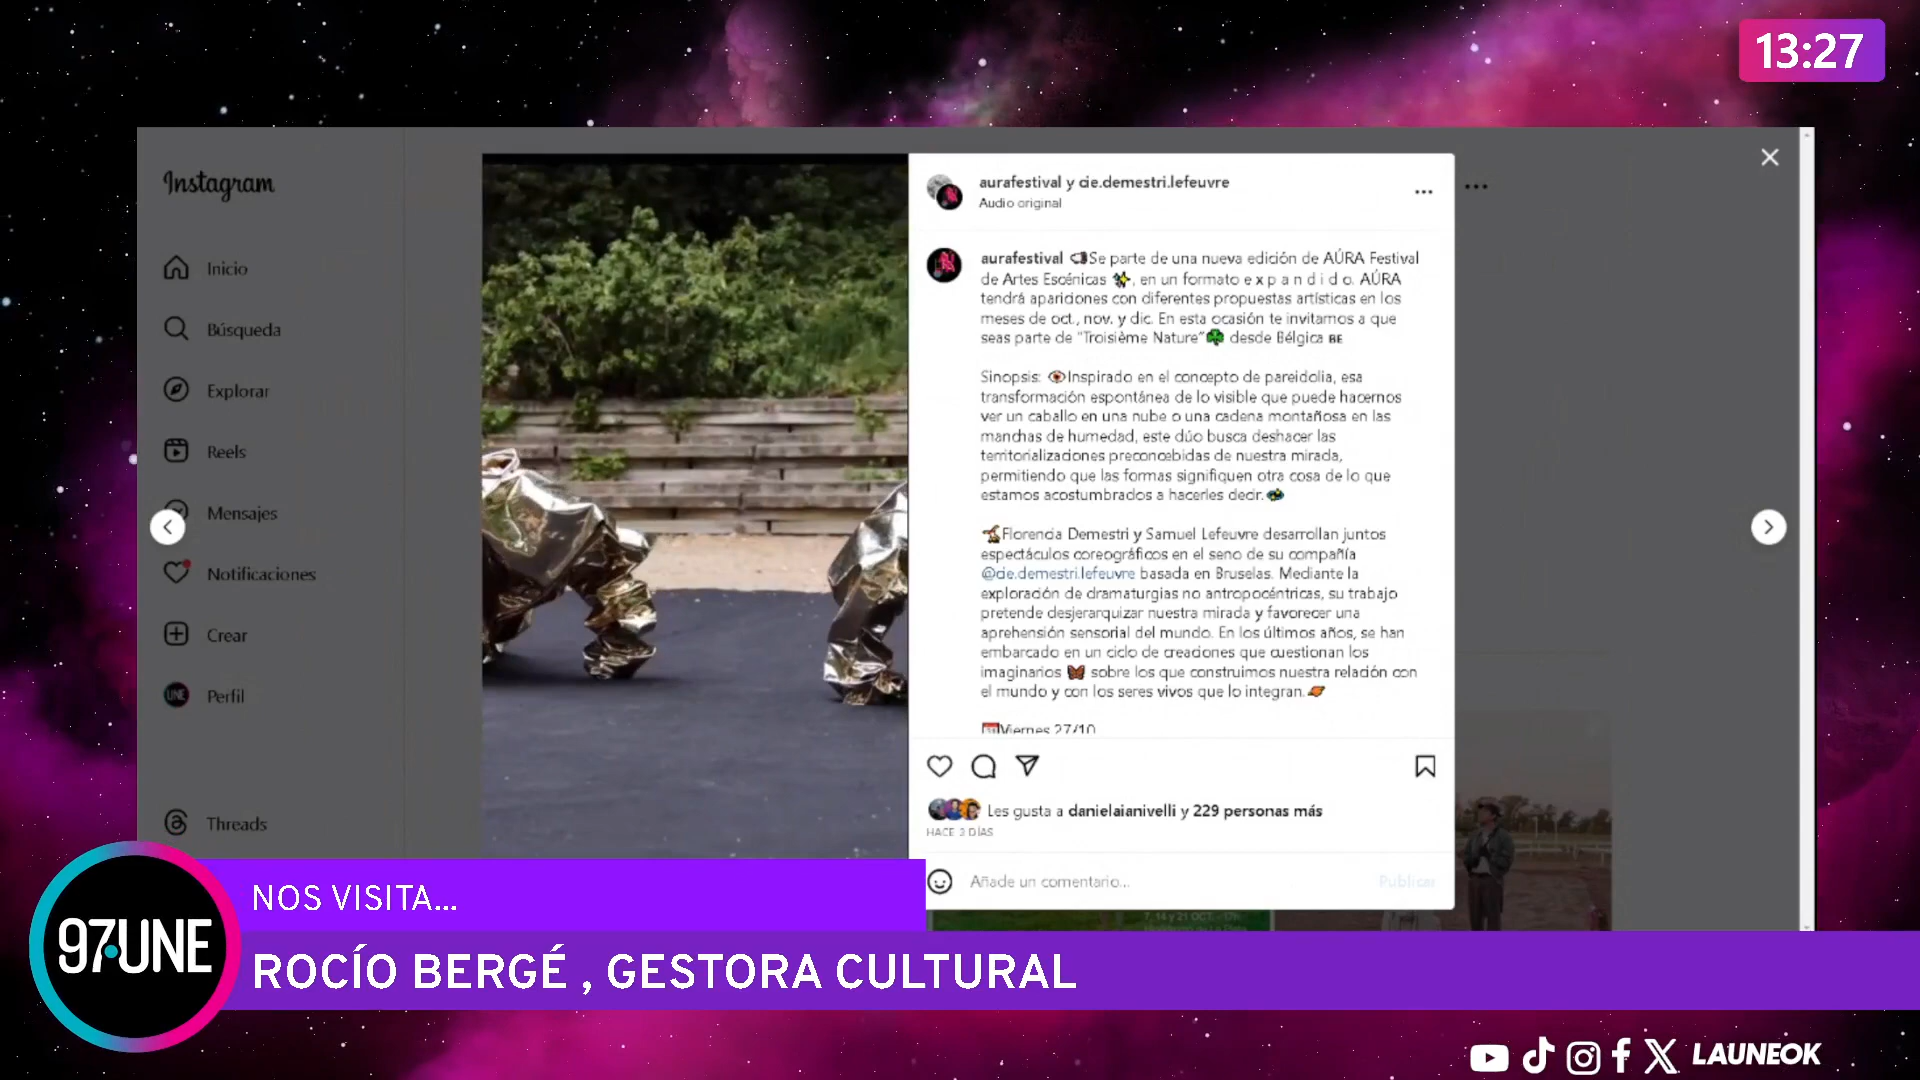 13:27
Instagram
Inicio
Búsqueda
Explorar
Reels
Mensajes
Notificaciones
Crear
Perfil
Threads
aurafestival y cie.demestri.lefeuvre
Audio original
aurafestival Se parte de una nueva edición de AÚRA Festival
de Artes Escénicas, en un formato e x p a n d i d o. AÚRA
tendrá apariciones con diferentes propuestas artísticas en los
meses de oct., nov. y dic. En esta ocasión te invitamos a que
seas parte de "Troisième Nature" desde Bélgica BE
Sinopsis: Inspirado en el concepto de pareidolia, esa
transformación espontánea de lo visible que puede hacernos
ver un caballo en una nube o una cadena montañosa en las
manchas de humedad, este dúo busca deshacer las
territorializaciones preconcebidas de nuestra mirada,
permitiendo que las formas signifiquen otra cosa de lo que
estamos acostumbrados a hacerles decir.
Florencia Demestri y Samuel Lefeuvre desarrollan juntos
espectáculos coreográficos en el seno de su compañía
@cie.demestri.lefeuvre basada en Bruselas. Mediante la
exploración de dramaturgias no antropocéntricas, su trabajo
pretende desjerarquizar nuestra mirada y favorecer una
aprehensión sensorial del mundo. En los últimos años, se han
embarcado en un ciclo de creaciones que cuestionan los
imaginarios sobre los que construimos nuestra relación con
el mundo y con los seres vivos que lo integran.
Viernes 27/10
Les gusta a danielaianivelli y 229 personas más
HACE 3 DÍAS
Añade un comentario...
Publicar
7, 14 y 21 OCT. - 17h
NOS VISITA...
97.UNE
ROCÍO BERGÉ , GESTORA CULTURAL
LAUNEOK